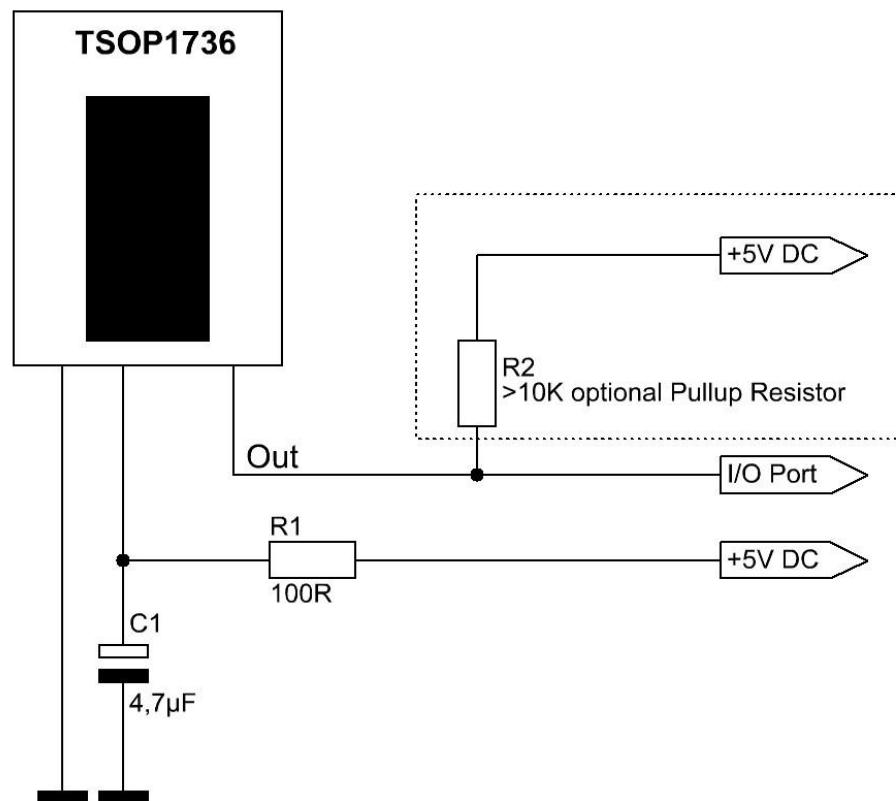 TSOP1736
+5V DC
R2
>10K optional Pullup Resistor
Out
I/O Port
R1
+5V DC
100R
C1
4,7µF